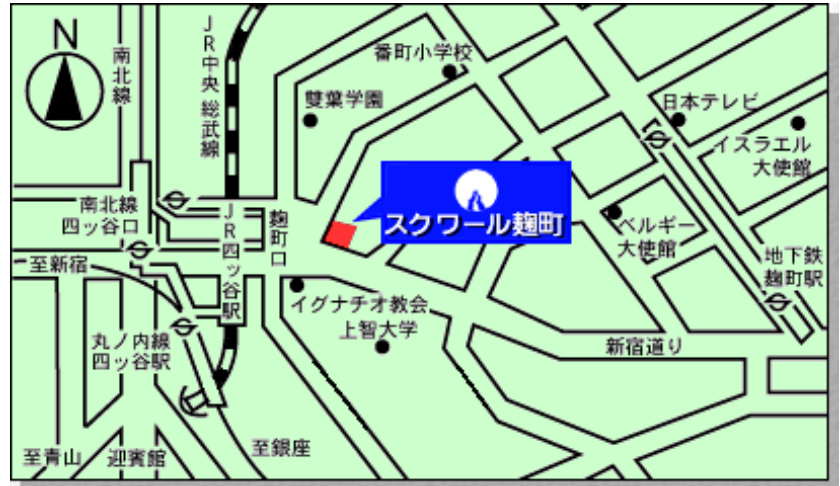 N
南北線
JR中央 総武線
番町小学校
雙葉学園
日本テレビ
イスラエル
大使館
スクワール麹町
南北線
四ッ谷口
麹町口
JR四ッ谷駅
ベルギー
大使館
地下鉄
麹町駅
至新宿
イグナチオ教会
上智大学
丸ノ内線
四ッ谷駅
新宿通り
至青山
迎賓館
至銀座